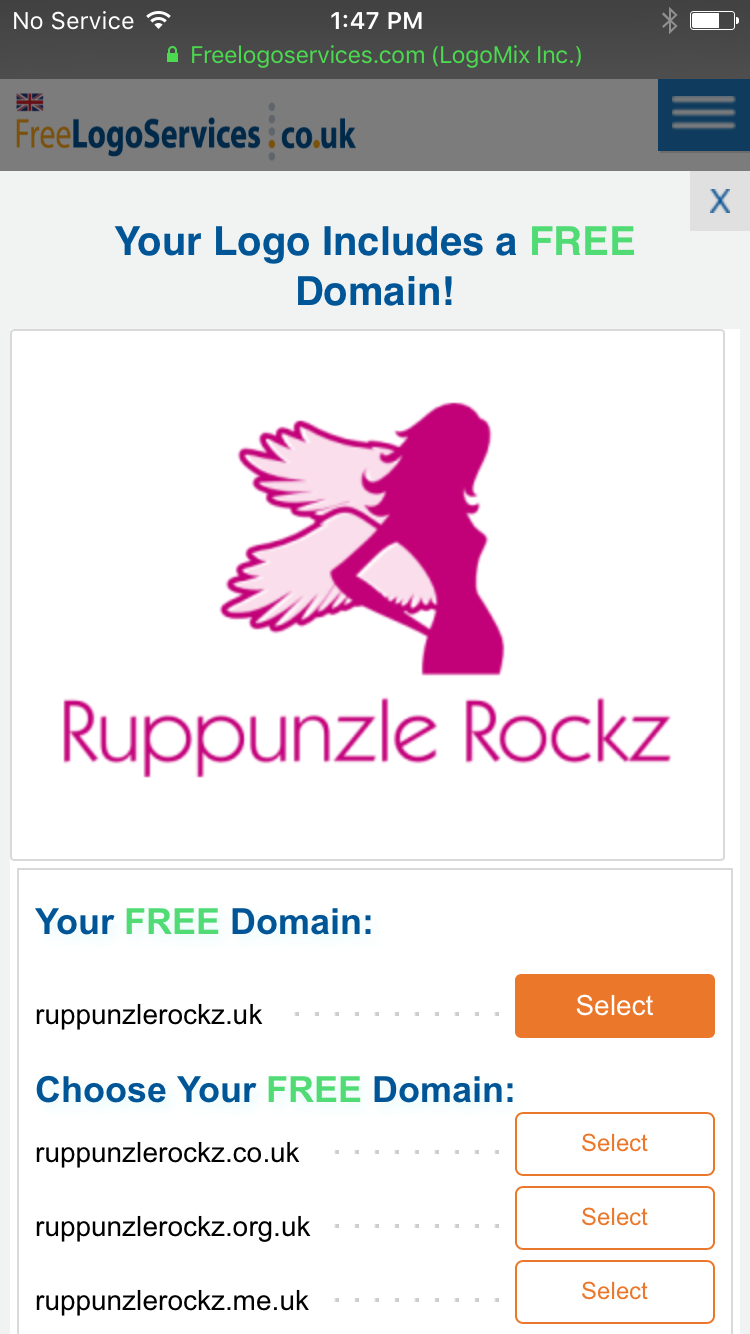 No Service 1:47 PM
Freelogoservices.com (LogoMix Inc.)
FreeLogoServices co.uk
X
Your Logo Includes a FREE
Domain!
Ruppunzle Rockz
Your FREE Domain:
ruppunzlerockz.uk Select
Choose Your FREE Domain:
ruppunzlerockz.co.uk Select
ruppunzlerockz.org.uk Select
ruppunzlerockz.me.uk Select